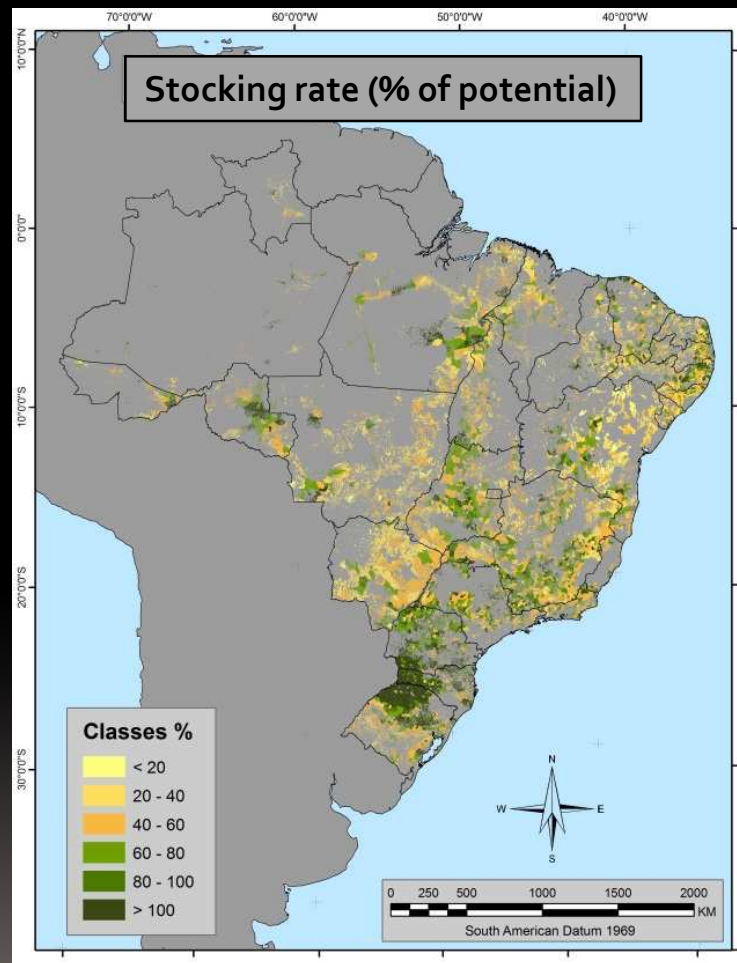 70°0'0"W 60°0'0"W 50°0'0"W 40°0'0"W
Stocking rate (% of potential)
10°0'0"N
0°0'0"
10°0'0"S
20°0'0"S
30°0'0"S
Classes %
< 20
20 - 40
40 - 60
60 - 80
80 - 100
> 100
N
W E
S
0 250 500 1000 1500 2000
KM
South American Datum 1969